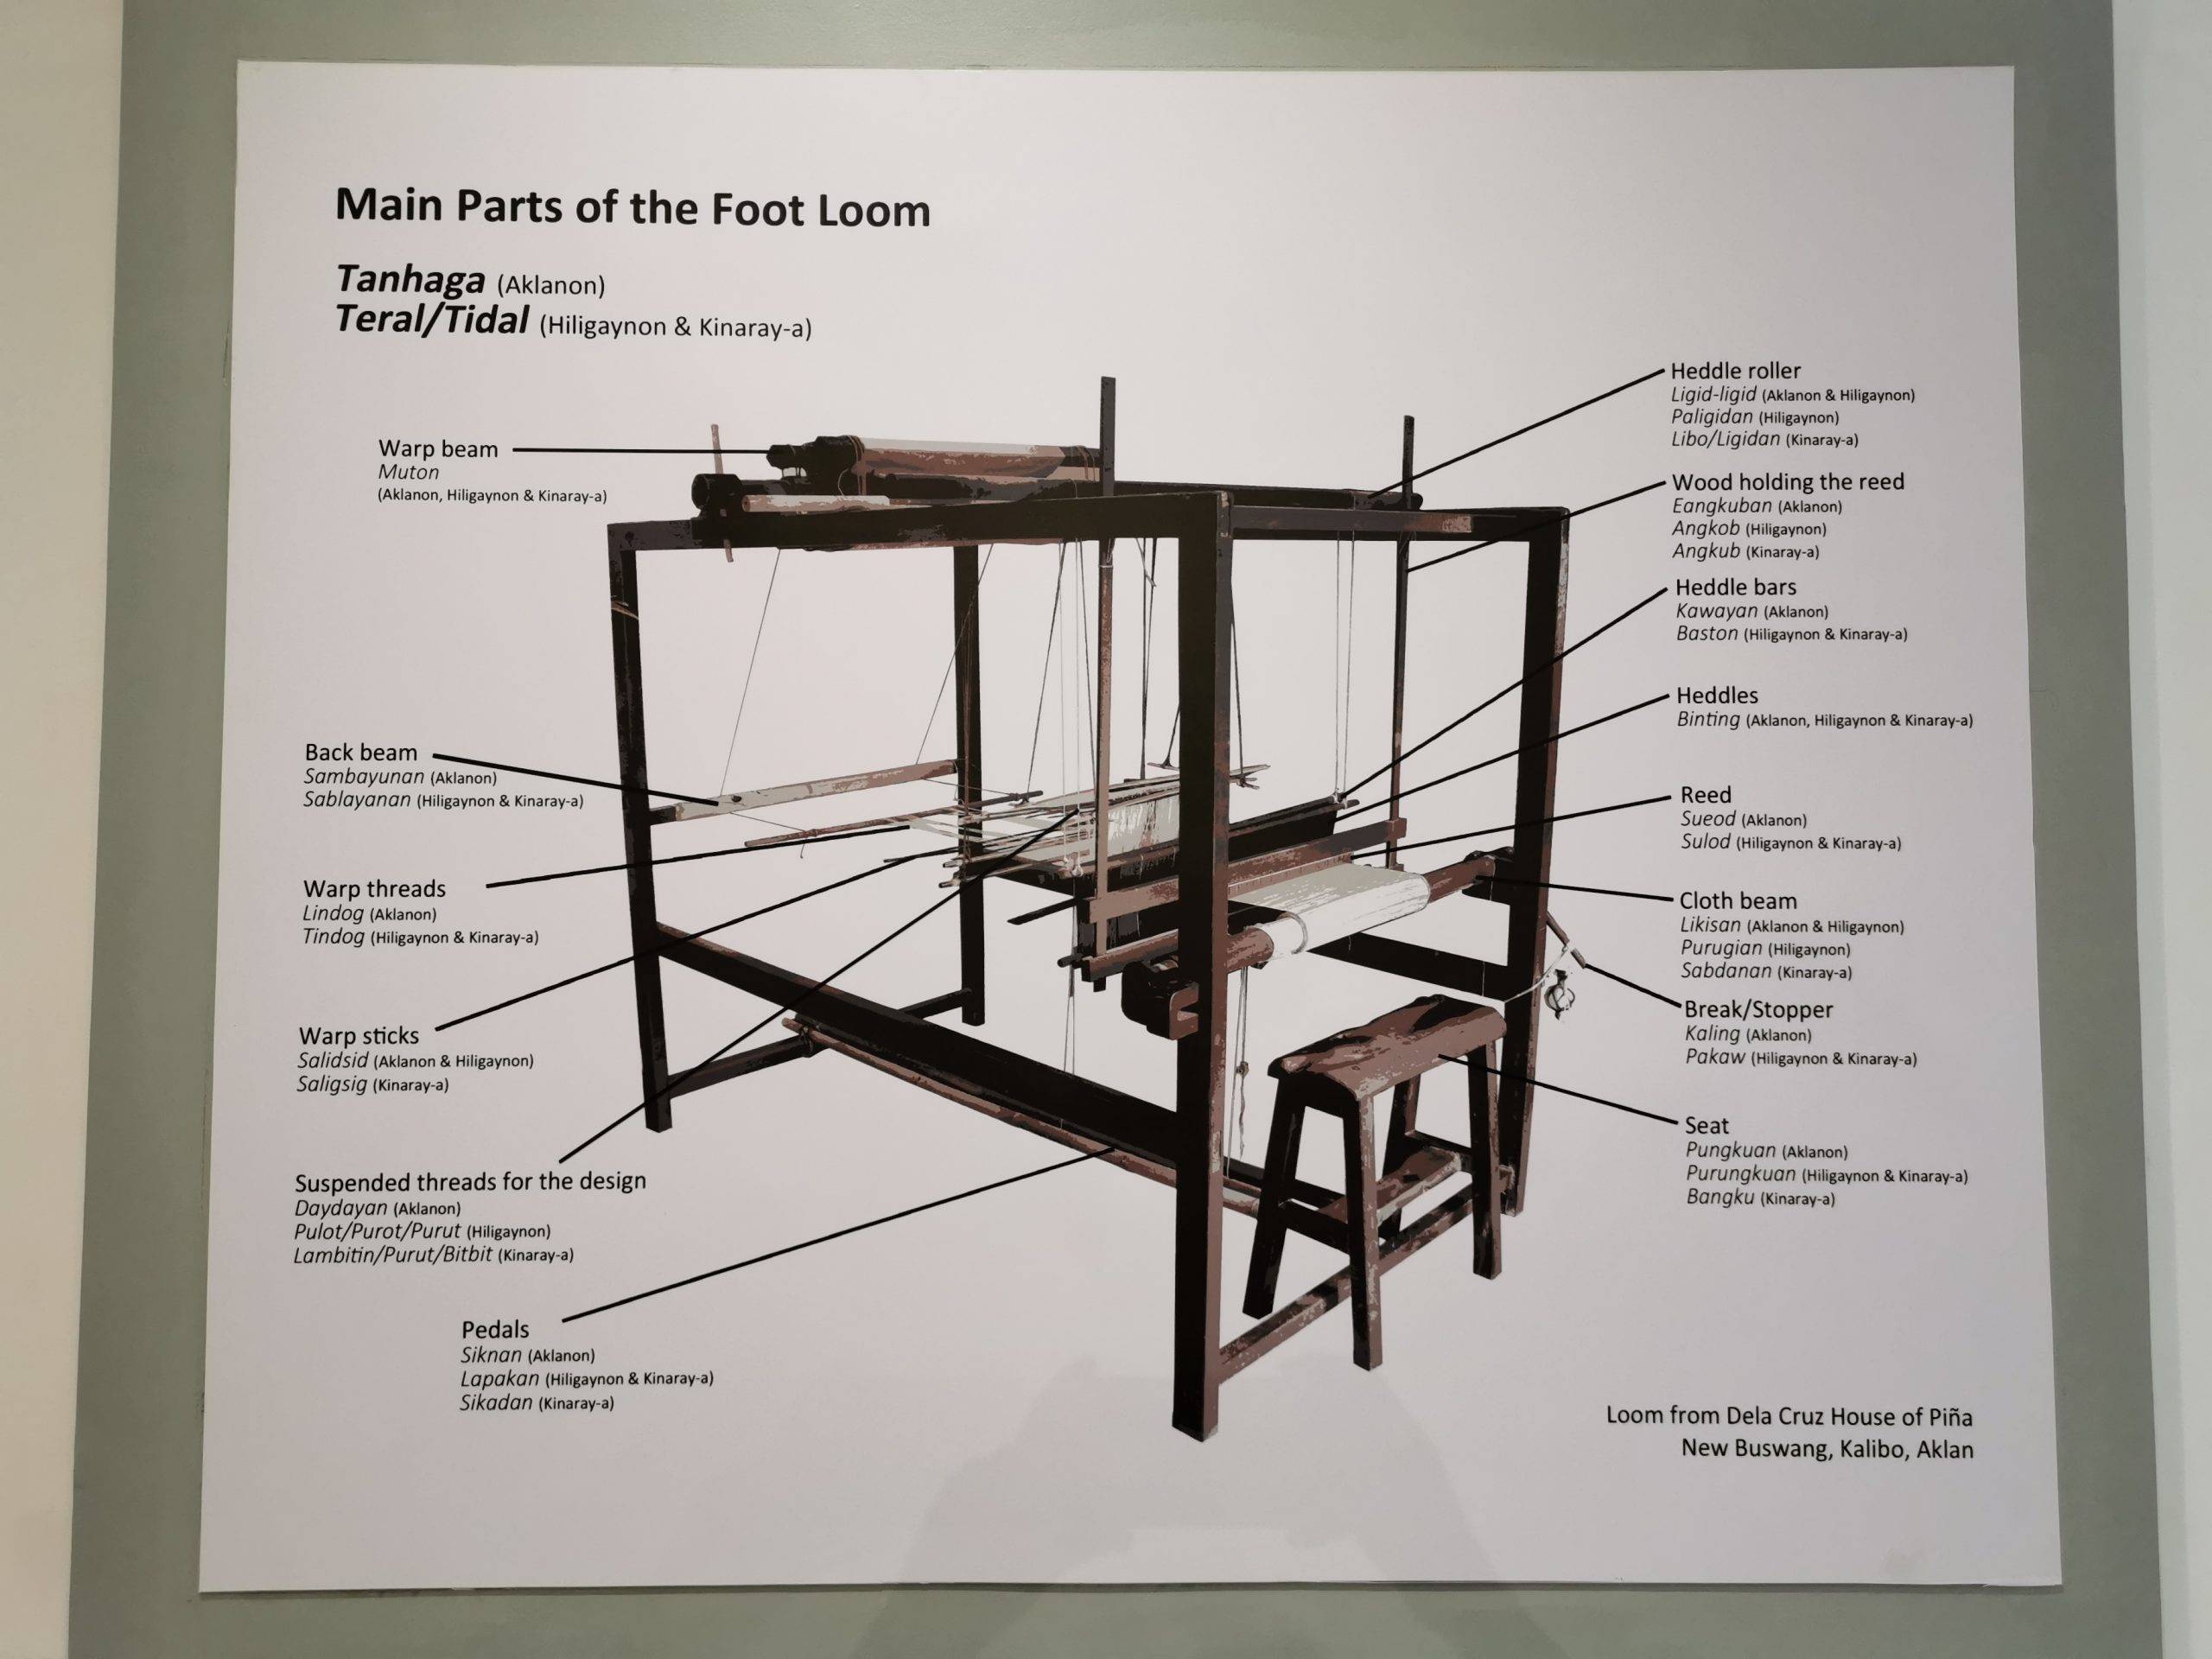 Main Parts of the Foot Loom
Tanhaga (Aklanon)
Teral/Tidal (Hiligaynon & Kinaray-a)
Warp beam
Muton
(Aklanon, Hiligaynon & Kinaray-a)
Back beam
Sambayunan (Aklanon)
Sablayanan (Hiligaynon & Kinaray-a)
Warp threads
Lindog (Aklanon)
Tindog (Hiligaynon & Kinaray-a)
Warp sticks
Salidsid (Aklanon & Hiligaynon)
Saligsig (Kinaray-a)
Suspended threads for the design
Daydayan (Aklanon)
Pulot/Purot/Purut (Hiligaynon)
Lambitin/Purut/Bitbit (Kinaray-a)
Pedals
Siknan (Aklanon)
Lapakan (Hiligaynon & Kinaray-a)
Sikadan (Kinaray-a)
Heddle roller
Ligid-ligid (Aklanon & Hiligaynon)
Paligidan (Hiligaynon)
Libo/Ligidan (Kinaray-a)
Wood holding the reed
Eangkuban (Aklanon)
Angkob (Hiligaynon)
Angkub (Kinaray-a)
Heddle bars
Kawayan (Aklanon)
Baston (Hiligaynon & Kinaray-a)
Heddles
Binting (Aklanon, Hiligaynon & Kinaray-a)
Reed
Sueod (Aklanon)
Sulod (Hiligaynon & Kinaray-a)
Cloth beam
Likisan (Aklanon & Hiligaynon)
Purugian (Hiligaynon)
Sabdanan (Kinaray-a)
Break/Stopper
Kaling (Aklanon)
Pakaw (Hiligaynon & Kinaray-a)
Seat
Pungkuan (Aklanon)
Purungkuan (Hiligaynon & Kinaray-a)
Bangku (Kinaray-a)
Loom from Dela Cruz House of Piña
New Buswang, Kalibo, Aklan